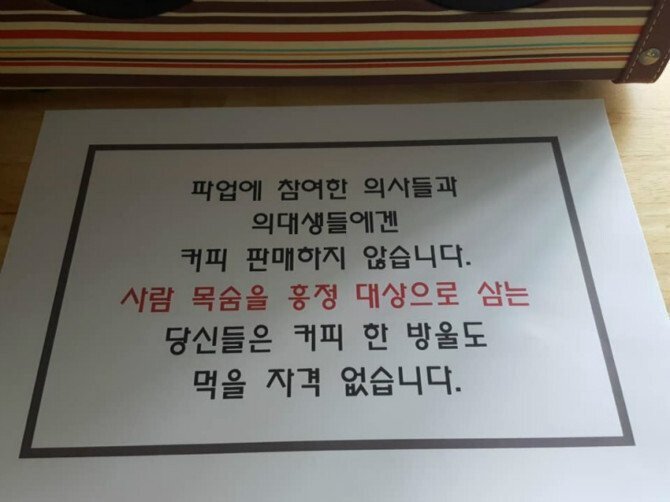 파업에 참여한 의사들과
의대생들에겐
커피 판매하지 않습니다.
사람 목숨을 흥정 대상으로 삼는
당신들은 커피 한 방울도
먹을 자격 없습니다.